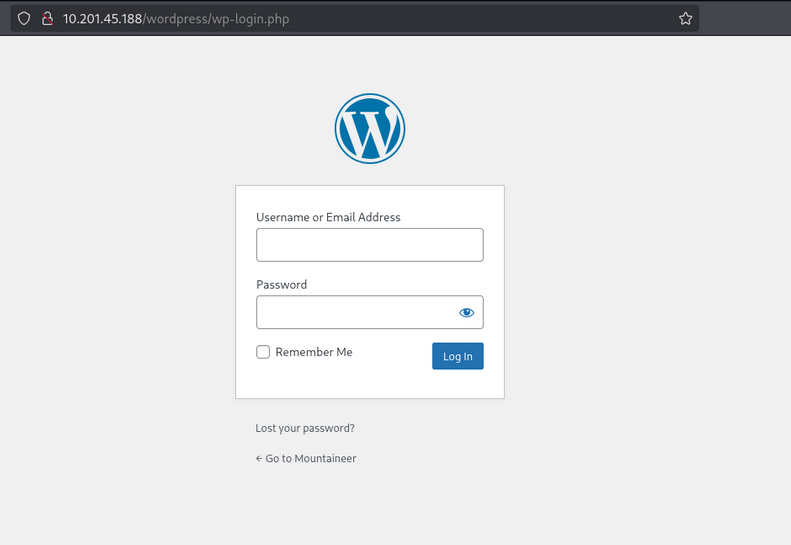 10.201.45.188/wordpress/wp-login.php
Username or Email Address
Password
Remember Me
Log In
Lost your password?
← Go to Mountaineer